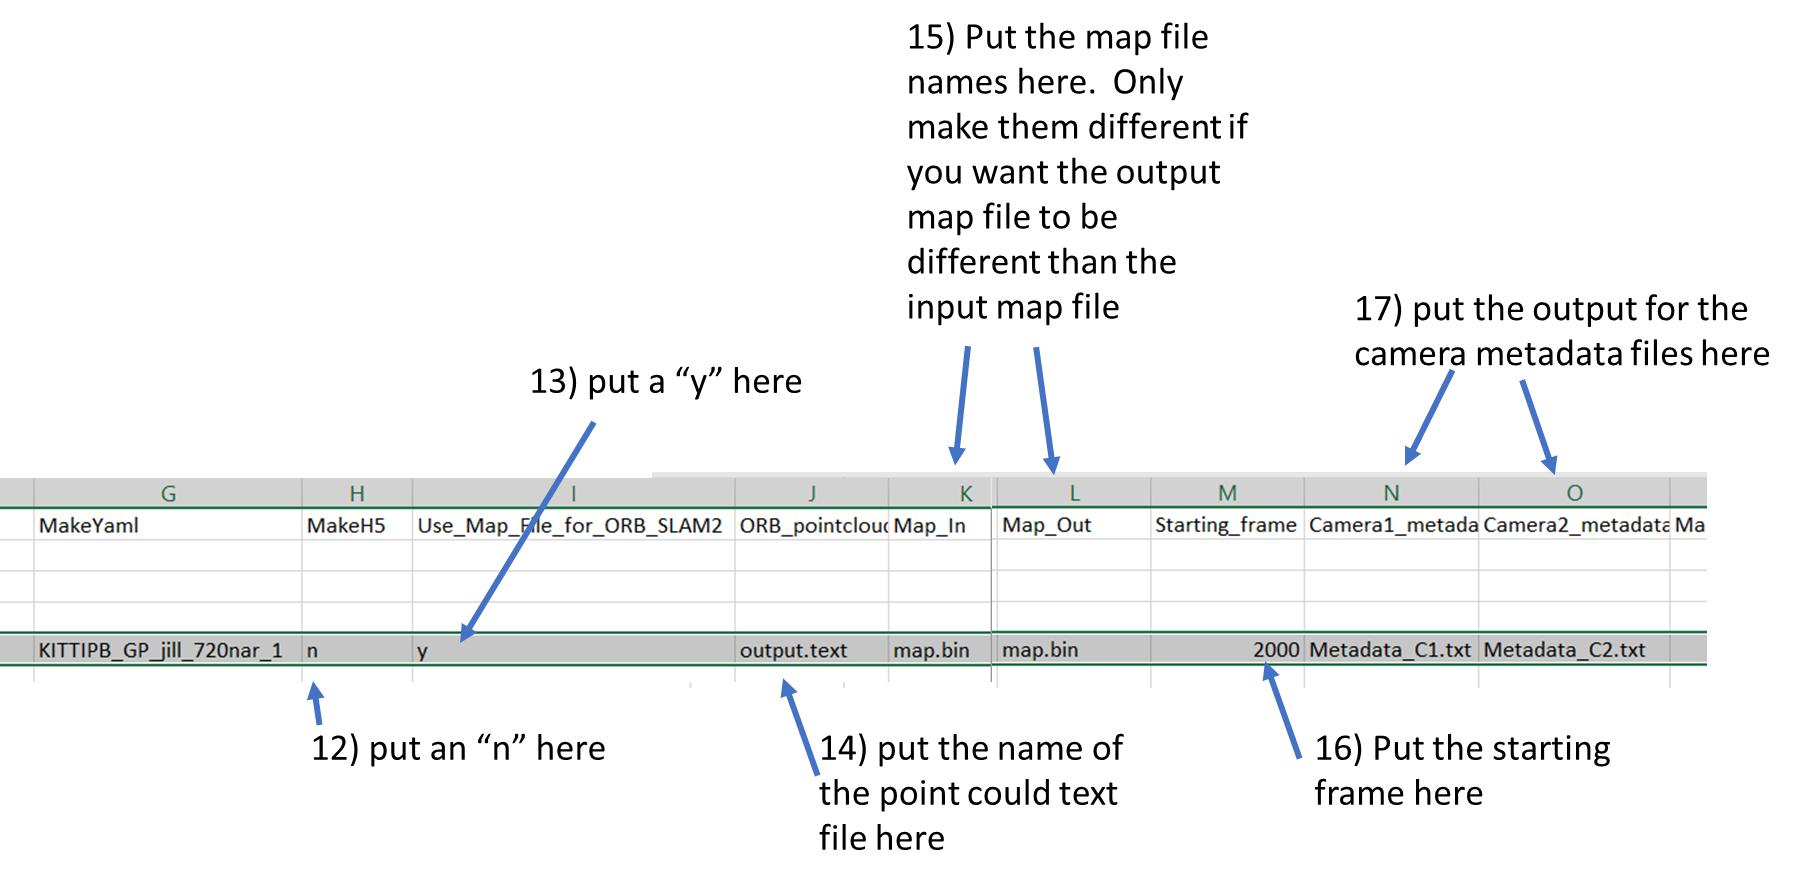 15) Put the map file
names here.  Only
make them different if
you want the output
map file to be
different than the
input map file
17) put the output for the
camera metadata files here
13) put a “y” here
G H I J K L M N O
MakeYaml MakeH5 Use_Map_File_for_ORB_SLAM2 ORB_pointclouc Map_In Map_Out Starting_frame Camera1_metada Camera2_metadata Ma
KITTIPB_GP_jill_720nar_1 n y output.text map.bin map.bin 2000 Metadata_C1.txt Metadata_C2.txt
12) put an “n” here
14) put the name of
the point could text
file here
16) Put the starting
frame here